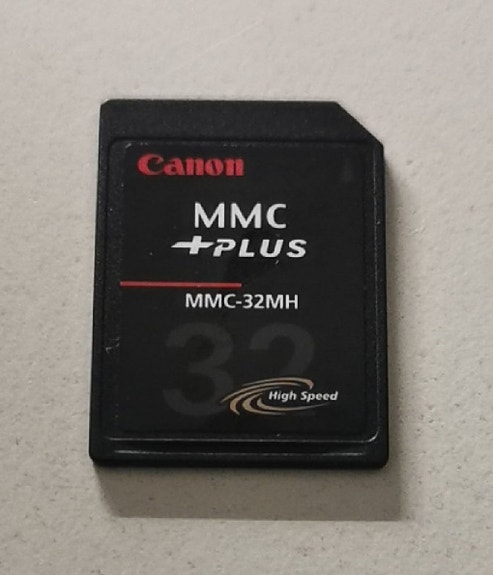 Canon
MMC
+PLUS
MMC-32MH
32
High Speed